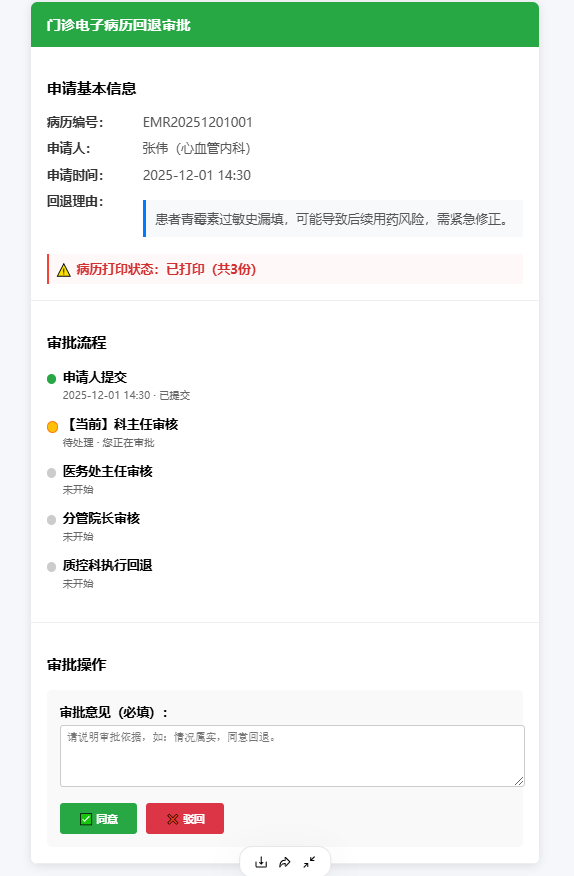 门诊电子病历回退审批
申请基本信息
病历编号： EMR20251201001
申请人： 张伟（心血管内科）
申请时间： 2025-12-01 14:30
回退理由： 患者青霉素过敏史漏填，可能导致后续用药风险，需紧急修正。
⚠ 病历打印状态：已打印（共3份）
审批流程
申请人提交
2025-12-01 14:30 · 已提交
【当前】科主任审核
待处理 · 您正在审批
医务处主任审核
未开始
分管院长审核
未开始
质控科执行回退
未开始
审批操作
审批意见（必填）：
请说明审批依据，如：情况属实，同意回退。
✅ 同意 ❌ 驳回